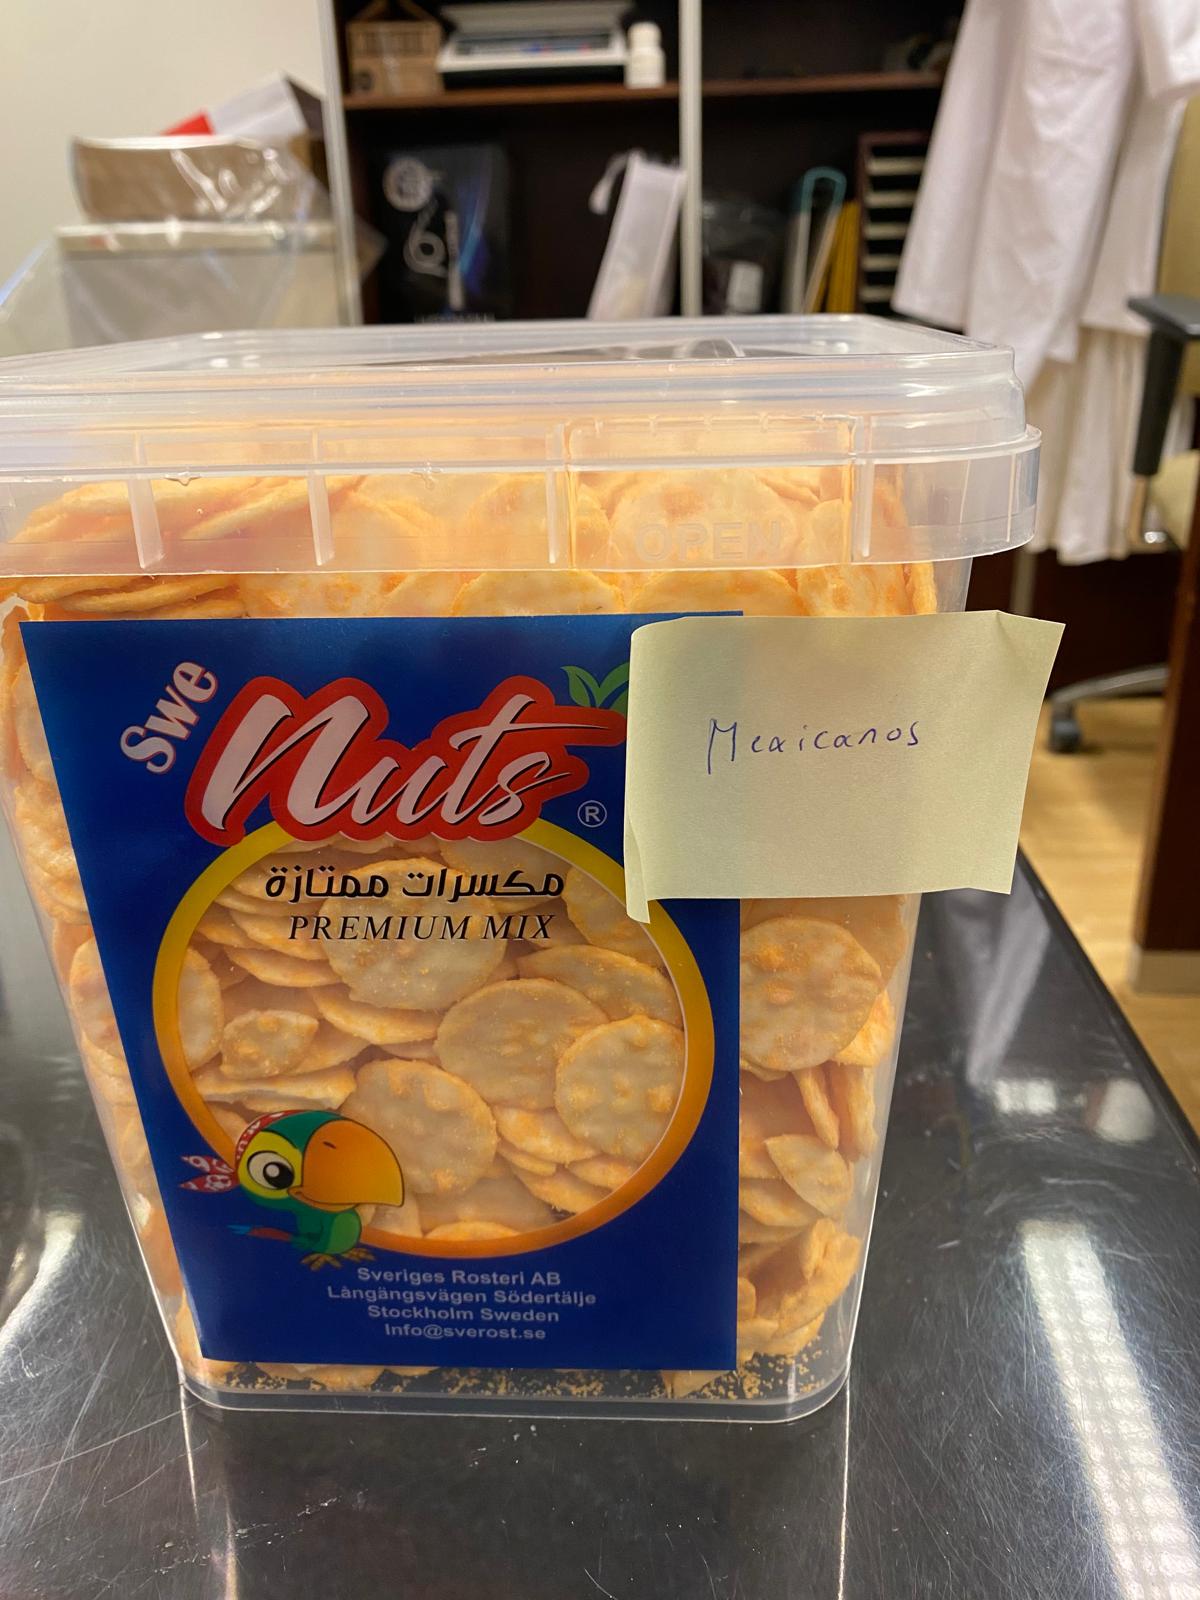 OPEN
Swe
Nuts
®
Mexicanos
مكسرات ممتازة
PREMIUM MIX
Sveriges Rosteri AB
Långängsvägen Södertälje
Stockholm Sweden
Info@sverost.se